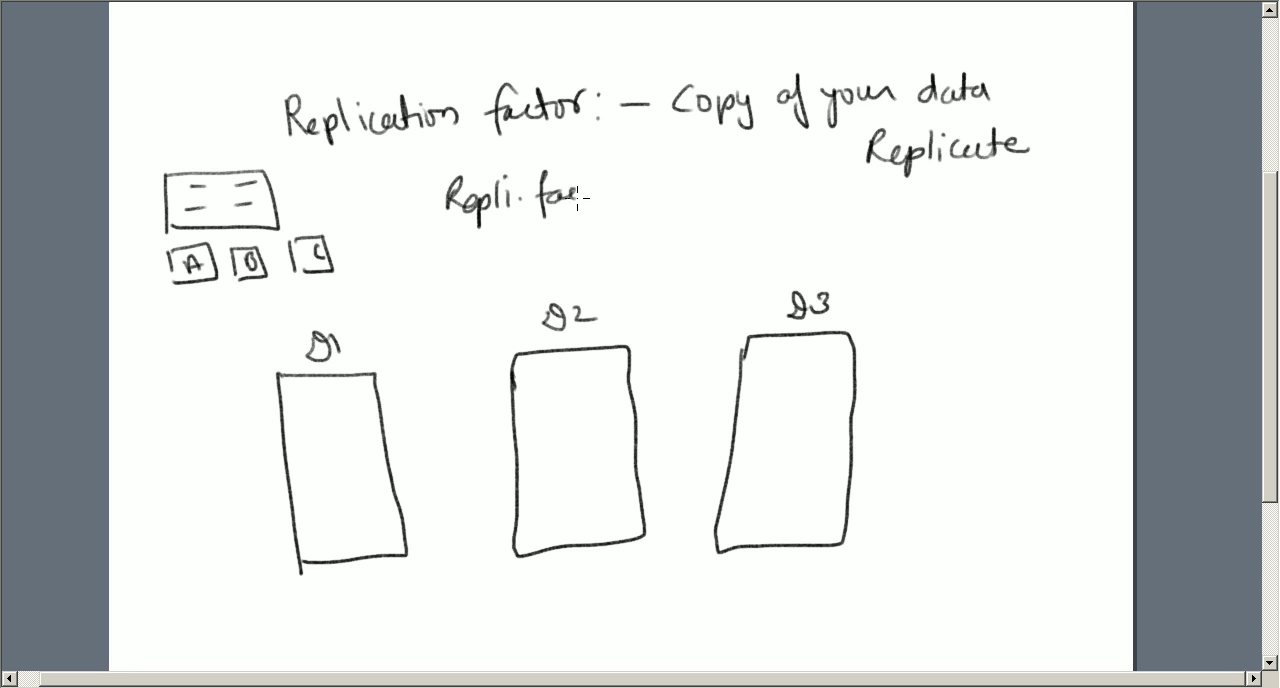 Replication factor: - Copy of your data
Replicate
Repli. fac
A B C
D1 D2 D3